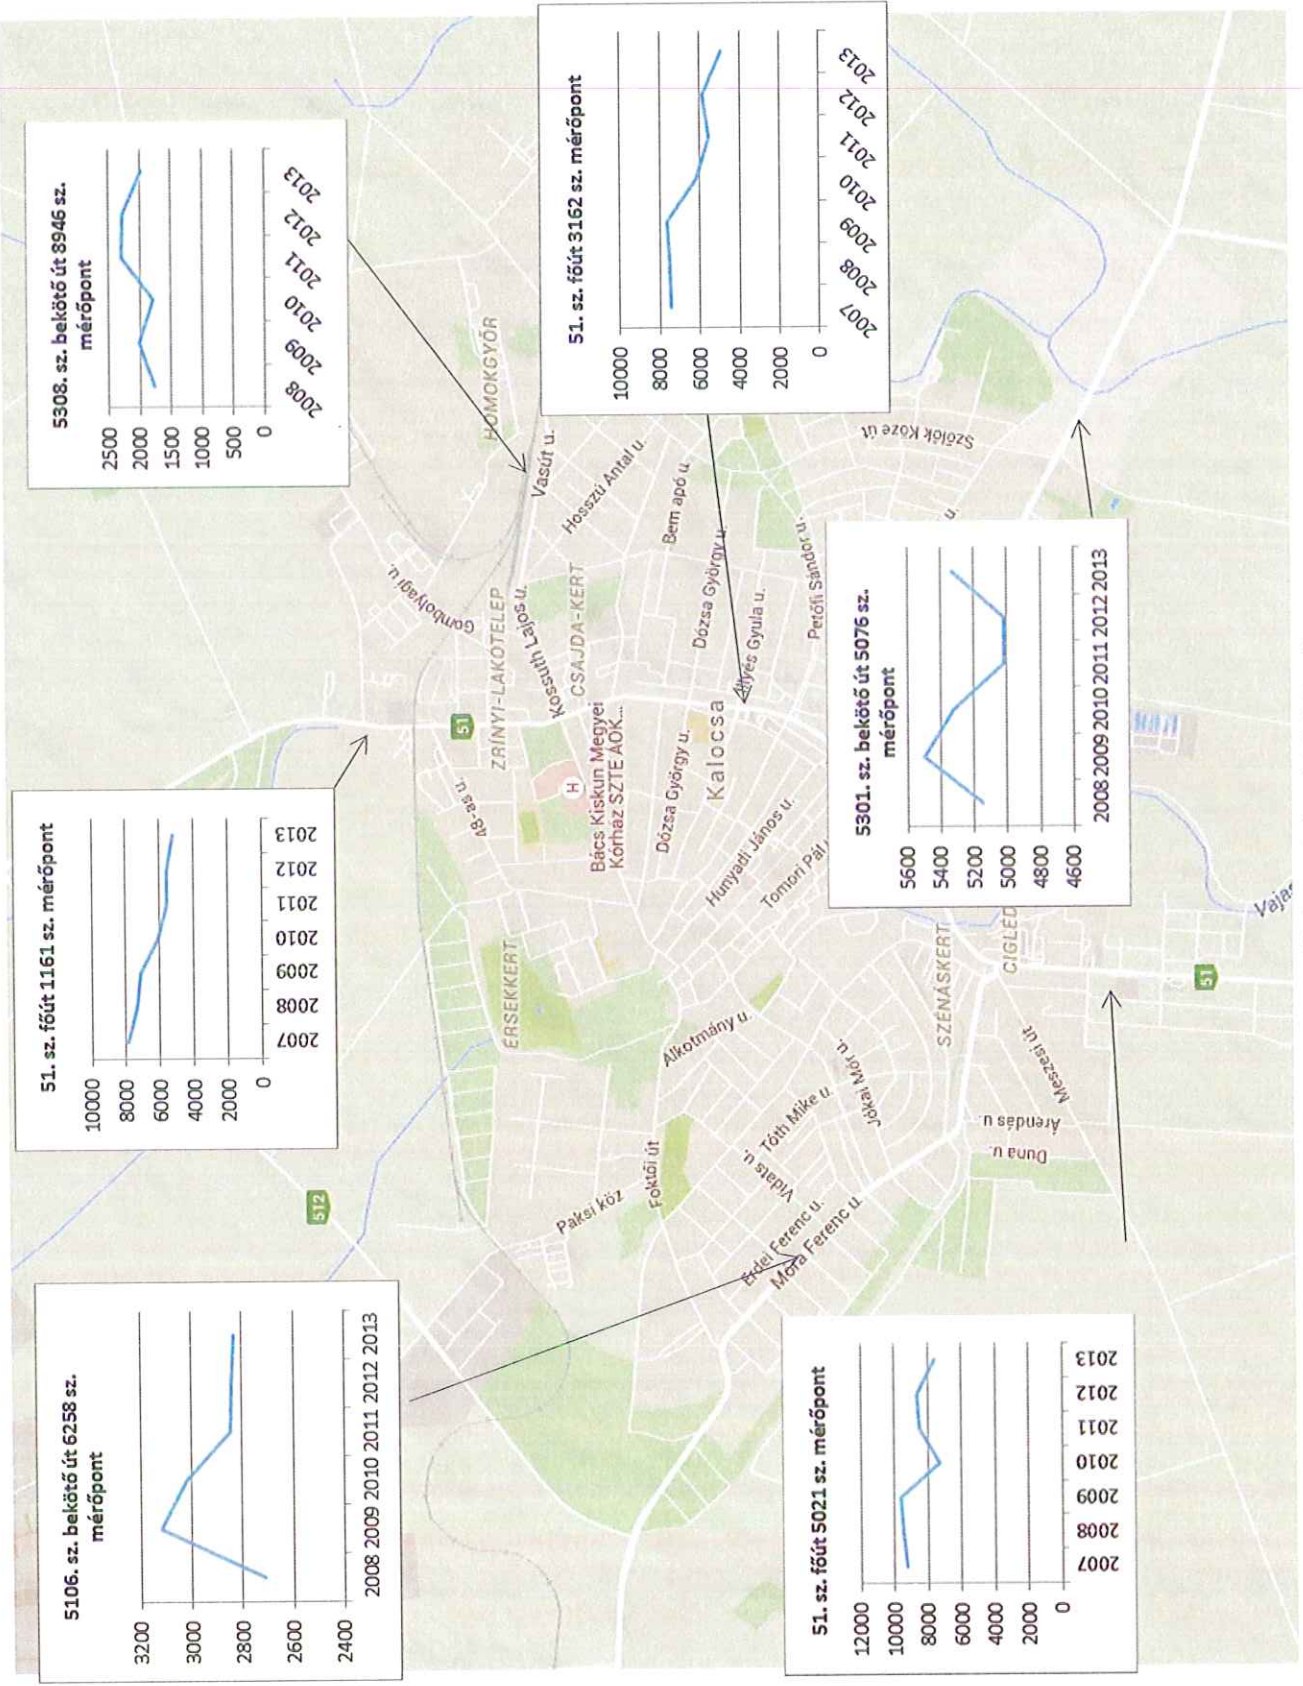 5106. sz. bekötő út 6258 sz.
mérőpont
3200
3000
2800
2600
2400
2008 2009 2010 2011 2012 2013
51. sz. főút 1161 sz. mérőpont
10000
8000
6000
4000
2000
0
2007
2008
2009
2010
2011
2012
2013
5308. sz. bekötő út 8946 sz.
mérőpont
2500
2000
1500
1000
500
0
2008
2009
2010
2011
2012
2013
512
51
Gombolyagi u.
48-as u.
ZRÍNYI-LAKÓTELEP
HOMOKGYŐR
ÉRSEKKERT
Kossuth Lajos u.
Vasút u.
CSAJDA-KERT
H
Bács Kiskun Megyei
Kórház SZTE ÁOK...
Hosszú Antal u.
Paksi köz
Foktői út
Dózsa György u.
Bem apó u.
Alkotmány u.
Kalocsa
Dózsa György u.
Hunyadi János u.
Illyés Gyula u.
Tomori Pál
Petőfi Sándor u.
Vidats u.
Tóth Mike u.
Erdei Ferenc u.
Móra Ferenc u.
Jókai Mór u.
Szőlők Köze út
u.
51. sz. főút 3162 sz. mérőpont
10000
8000
6000
4000
2000
0
2007
2008
2009
2010
2011
2012
2013
51. sz. főút 5021 sz. mérőpont
12000
10000
8000
6000
4000
2000
0
2007
2008
2009
2010
2011
2012
2013
SZÉNÁSKERT
CIGLÉD
Duna u.
Árendás u.
Meszesi út
5301. sz. bekötő út 5076 sz.
mérőpont
5600
5400
5200
5000
4800
4600
2008 2009 2010 2011 2012 2013
51
Vajas